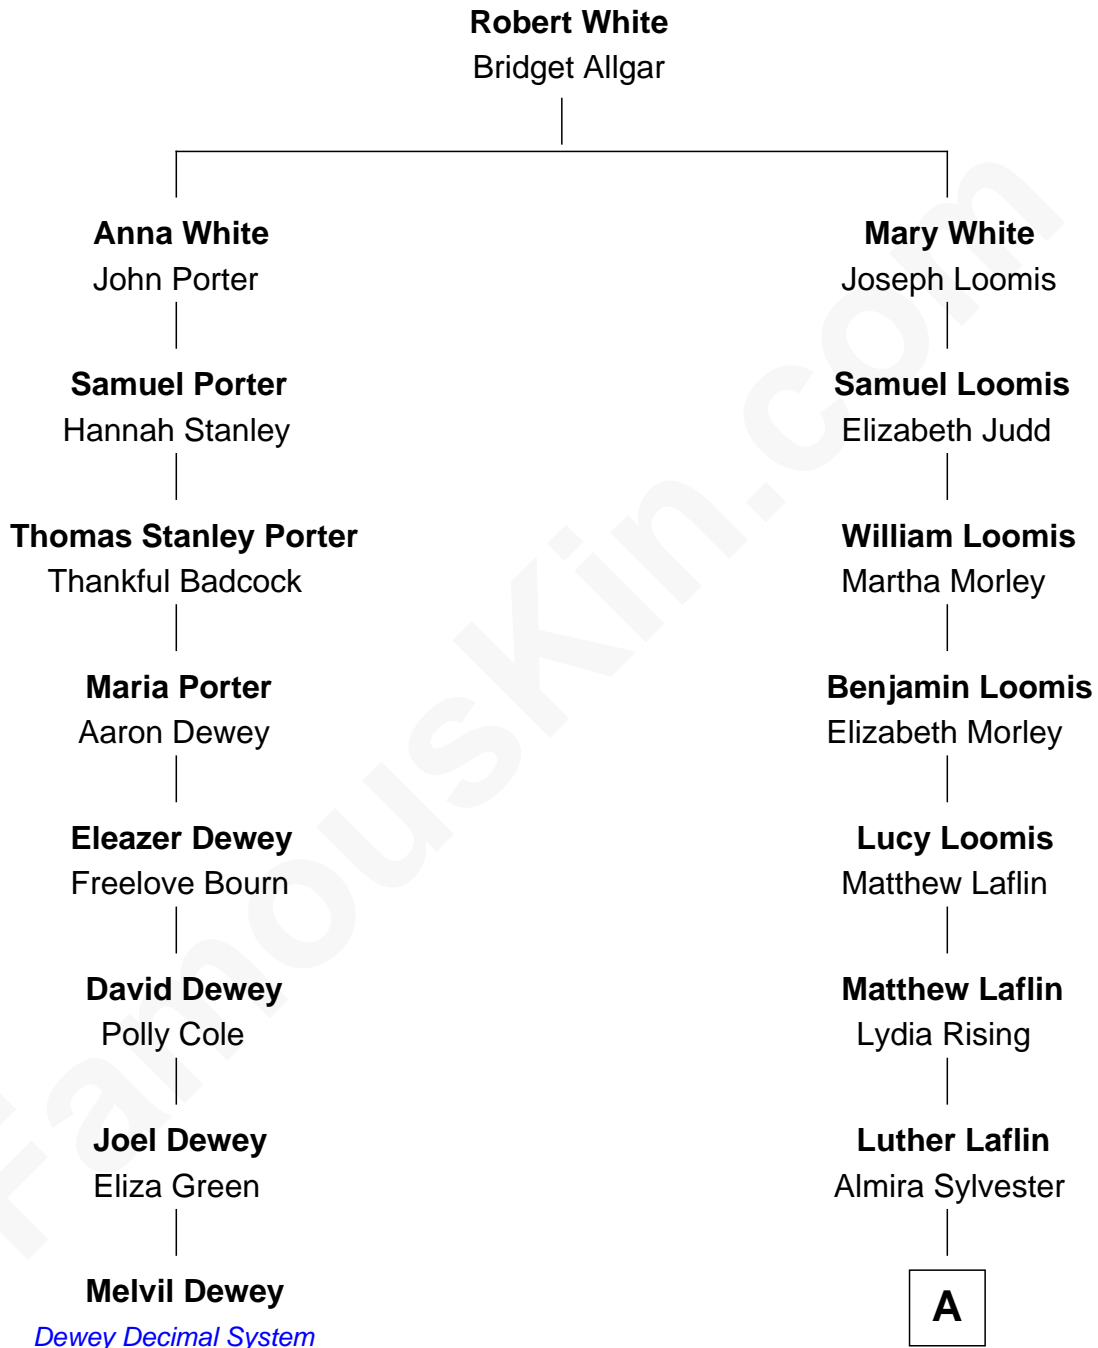 Robert White
Bridget Allgar
Anna White
John Porter
Samuel Porter
Hannah Stanley
Thomas Stanley Porter
Thankful Badcock
Maria Porter
Aaron Dewey
Eleazer Dewey
Freelove Bourn
David Dewey
Polly Cole
Joel Dewey
Eliza Green
Melvil Dewey
Dewey Decimal System
Mary White
Joseph Loomis
Samuel Loomis
Elizabeth Judd
William Loomis
Martha Morley
Benjamin Loomis
Elizabeth Morley
Lucy Loomis
Matthew Laflin
Matthew Laflin
Lydia Rising
Luther Laflin
Almira Sylvester
A
FamousKin.com